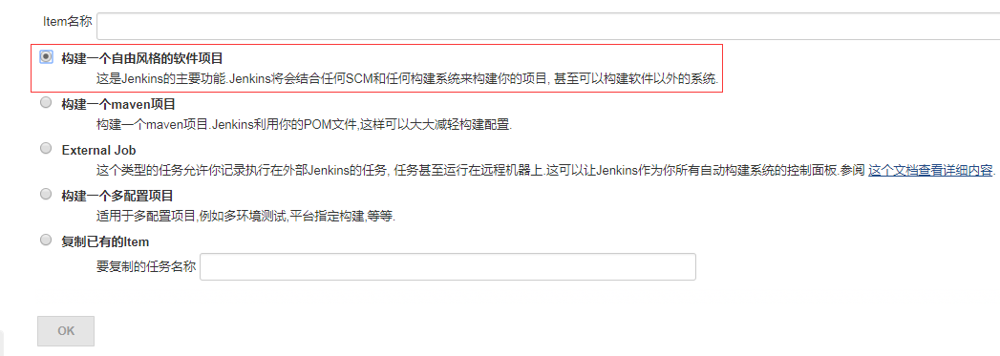 Item名称
构建一个自由风格的软件项目
这是Jenkins的主要功能.Jenkins将会结合任何SCM和任何构建系统来构建你的项目, 甚至可以构建软件以外的系统.
构建一个maven项目
构建一个maven项目.Jenkins利用你的POM文件,这样可以大大减轻构建配置.
External Job
这个类型的任务允许你记录执行在外部Jenkins的任务, 任务甚至运行在远程机器上.这可以让Jenkins作为你所有自动构建系统的控制面板.参阅 这个文档查看详细内容.
构建一个多配置项目
适用于多配置项目,例如多环境测试,平台指定构建,等等.
复制已有的Item
要复制的任务名称
OK